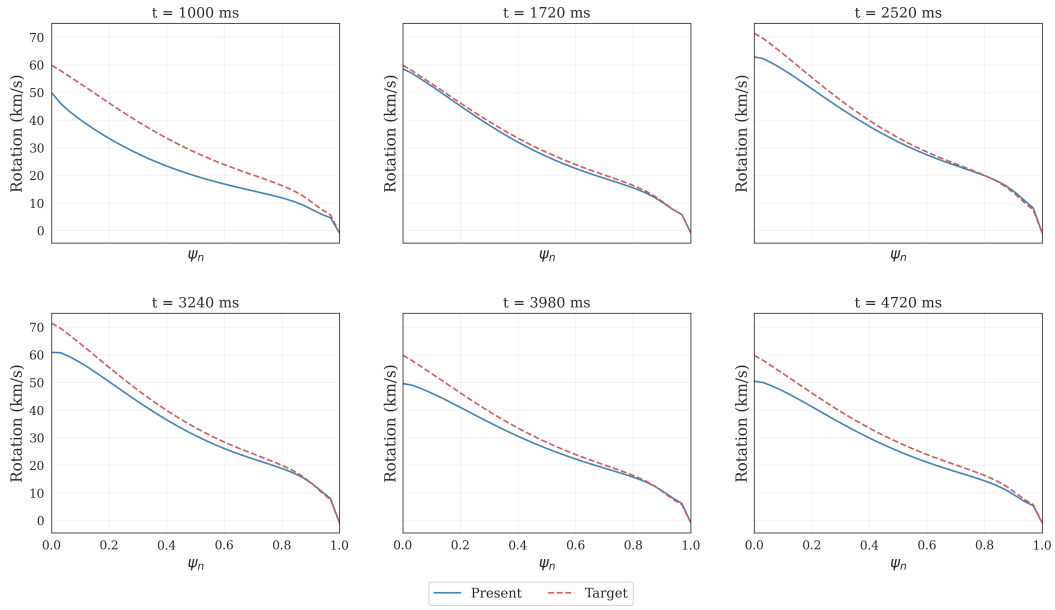 t = 1000 ms
t = 1720 ms
t = 2520 ms
70
60
50
40
30
20
10
0
Rotation (km/s)
Rotation (km/s)
Rotation (km/s)
ψn
ψn
ψn
t = 3240 ms
t = 3980 ms
t = 4720 ms
70
60
50
40
30
20
10
0
Rotation (km/s)
Rotation (km/s)
Rotation (km/s)
0.0 0.2 0.4 0.6 0.8 1.0
0.0 0.2 0.4 0.6 0.8 1.0
0.0 0.2 0.4 0.6 0.8 1.0
ψn
ψn
ψn
Present Target